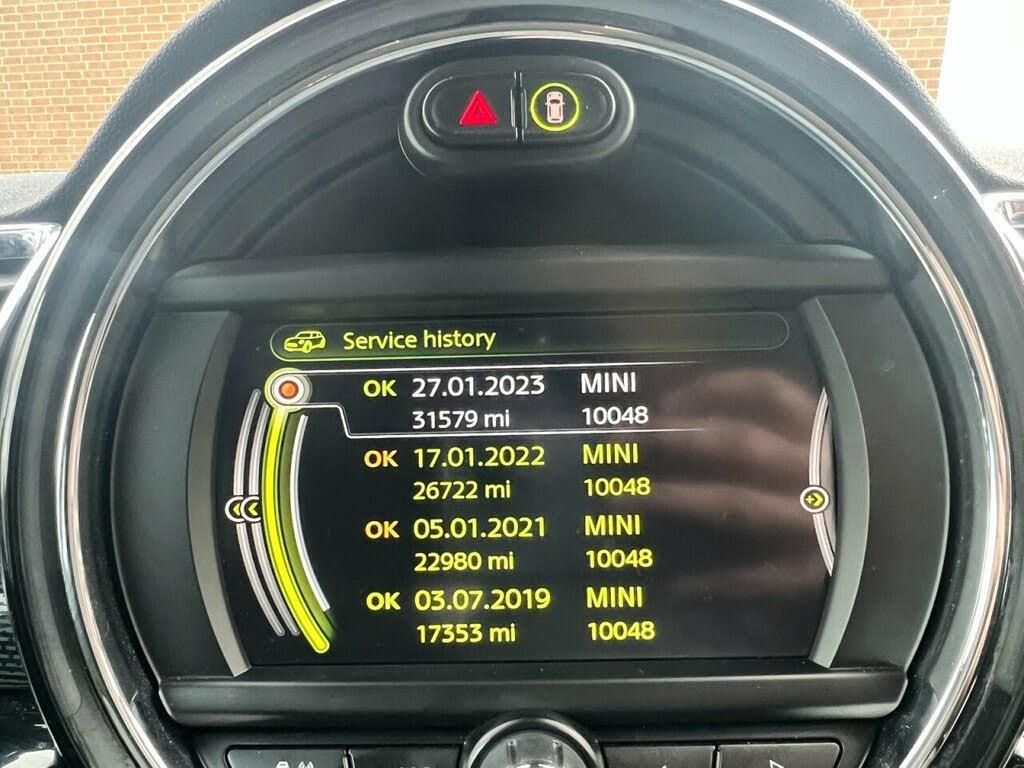 Service history
OK 27.01.2023 MINI
31579 mi 10048
OK 17.01.2022 MINI
26722 mi 10048
OK 05.01.2021 MINI
22980 mi 10048
OK 03.07.2019 MINI
17353 mi 10048